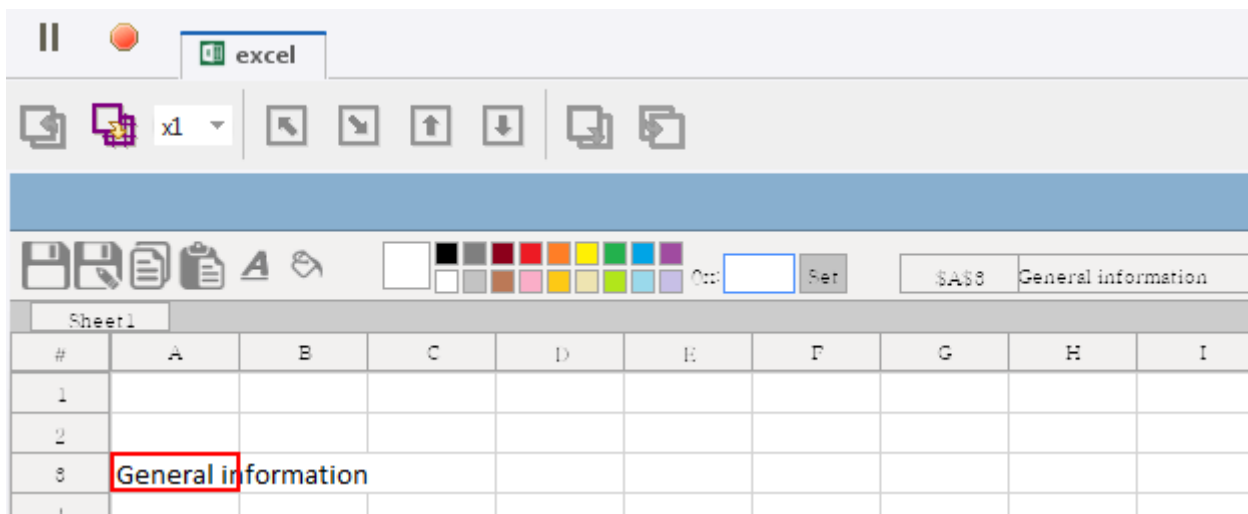 excel
x1
Set $A$3 General information
Sheet1
# A B C D E F G H I
1
2
3 General information